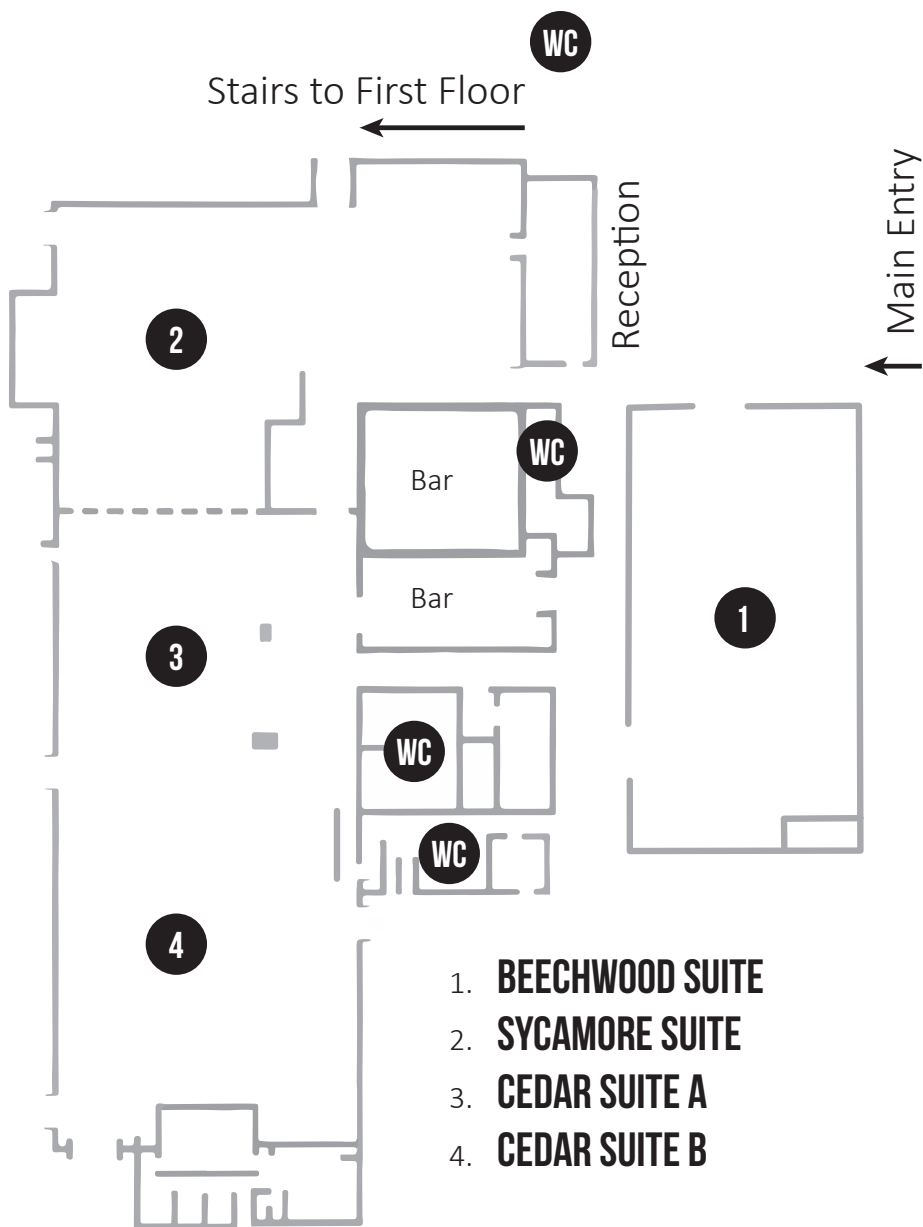 WC
Stairs to First Floor
Main Entry
Reception
2
WC
Bar
Bar
1
3
WC
WC
4
1. BEECHWOOD SUITE
2. SYCAMORE SUITE
3. CEDAR SUITE A
4. CEDAR SUITE B